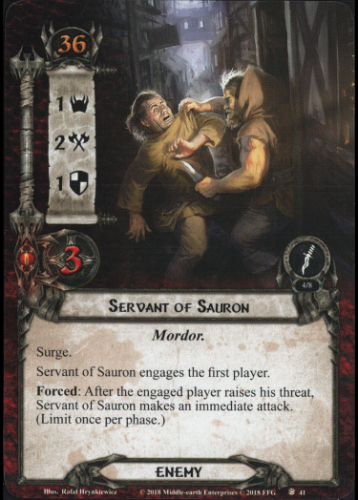 36
1
2
1
3
4/8
Servant of Sauron
Mordor.
Surge.
Servant of Sauron engages the first player.
Forced: After the engaged player raises his threat,
Servant of Sauron makes an immediate attack.
(Limit once per phase.)
ENEMY
Illus. Rafał Hrynkiewicz © 2018 Middle-earth Enterprises © 2018 FFG 41